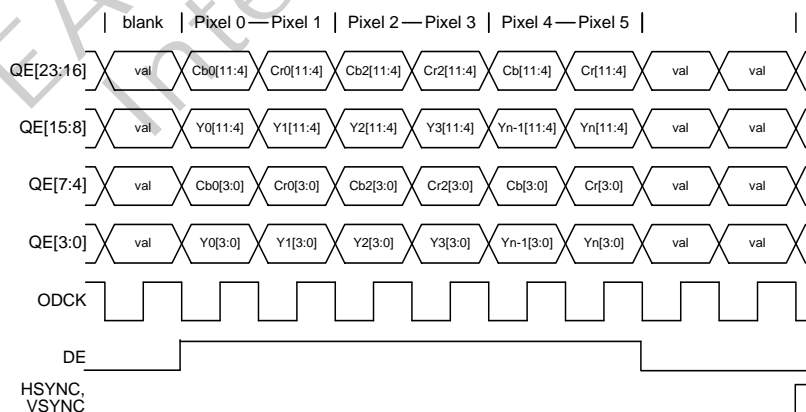 blank Pixel 0 — Pixel 1 Pixel 2 — Pixel 3 Pixel 4 — Pixel 5
QE[23:16] val Cb0[11:4] Cr0[11:4] Cb2[11:4] Cr2[11:4] Cb[11:4] Cr[11:4] val val
QE[15:8] val Y0[11:4] Y1[11:4] Y2[11:4] Y3[11:4] Yn-1[11:4] Yn[11:4] val val
QE[7:4] val Cb0[3:0] Cr0[3:0] Cb2[3:0] Cr2[3:0] Cb[3:0] Cr[3:0] val val
QE[3:0] val Y0[3:0] Y1[3:0] Y2[3:0] Y3[3:0] Yn-1[3:0] Yn[3:0] val val
ODCK
DE
HSYNC,
VSYNC